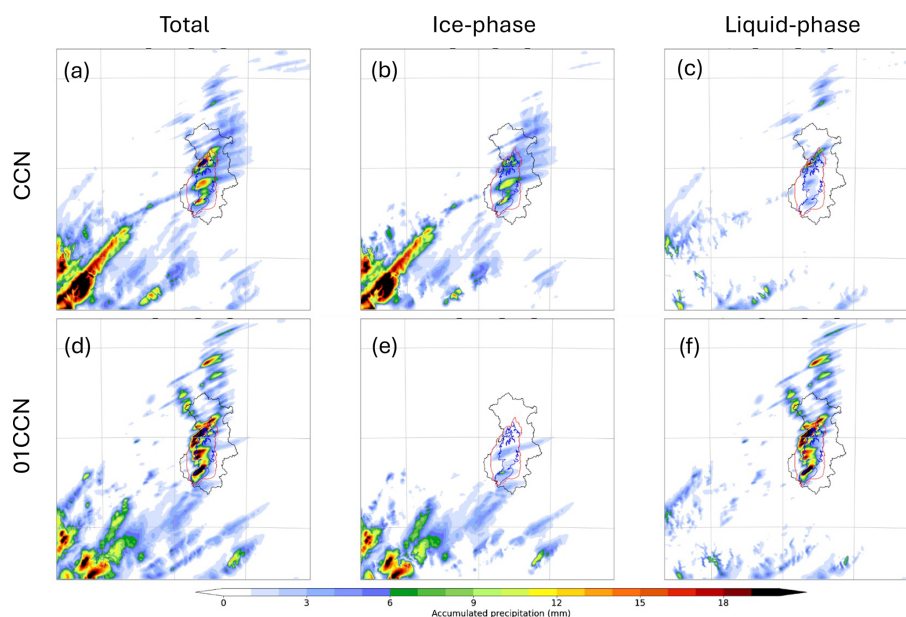 Total Ice-phase Liquid-phase
CCN (a) (b) (c)
01CCN (d) (e) (f)
0 3 6 9 12 15 18
Accumulated precipitation (mm)